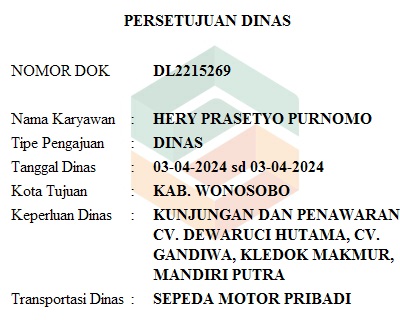 PERSETUJUAN DINAS
NOMOR DOK DL2215269
Nama Karyawan : HERY PRASETYO PURNOMO
Tipe Pengajuan : DINAS
Tanggal Dinas : 03-04-2024 sd 03-04-2024
Kota Tujuan : KAB. WONOSOBO
Keperluan Dinas : KUNJUNGAN DAN PENAWARAN
CV. DEWARUCI HUTAMA, CV.
GANDIWA, KLEDOK MAKMUR,
MANDIRI PUTRA
Transportasi Dinas : SEPEDA MOTOR PRIBADI